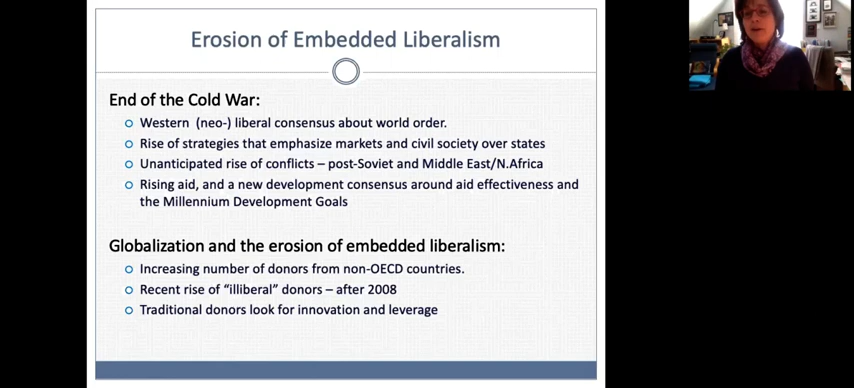 Erosion of Embedded Liberalism
End of the Cold War:
Western (neo-) liberal consensus about world order.
Rise of strategies that emphasize markets and civil society over states
Unanticipated rise of conflicts – post-Soviet and Middle East/N.Africa
Rising aid, and a new development consensus around aid effectiveness and
the Millennium Development Goals
Globalization and the erosion of embedded liberalism:
Increasing number of donors from non-OECD countries.
Recent rise of “illiberal” donors – after 2008
Traditional donors look for innovation and leverage